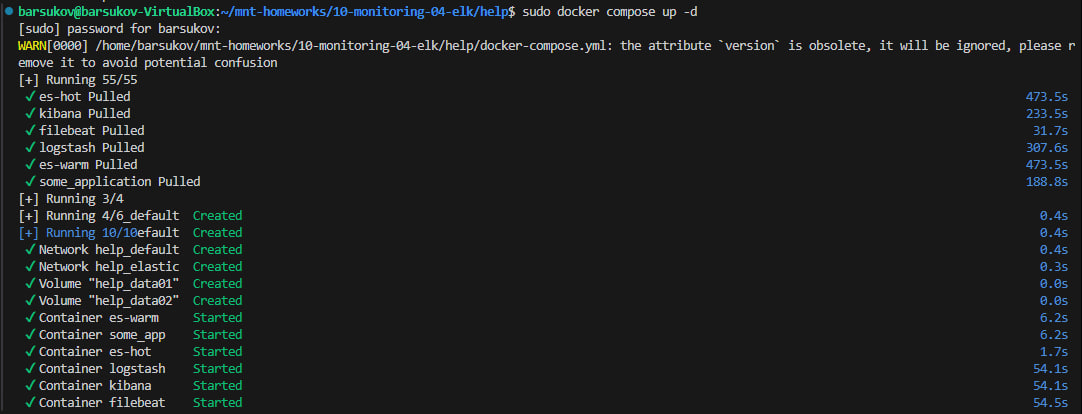 barsukov@barsukov-VirtualBox:~/mnt-homeworks/10-monitoring-04-elk/help$ sudo docker compose up -d
[sudo] password for barsukov:
WARN[0000] /home/barsukov/mnt-homeworks/10-monitoring-04-elk/help/docker-compose.yml: the attribute `version` is obsolete, it will be ignored, please r
emove it to avoid potential confusion
[+] Running 55/55
✓ es-hot Pulled 473.5s
✓ kibana Pulled 233.5s
✓ filebeat Pulled 31.7s
✓ logstash Pulled 307.6s
✓ es-warm Pulled 473.5s
✓ some_application Pulled 188.8s
[+] Running 3/4
[+] Running 4/6_default Created 0.4s
[+] Running 10/10efault Created 0.4s
✓ Network help_default Created 0.4s
✓ Network help_elastic Created 0.3s
✓ Volume "help_data01" Created 0.0s
✓ Volume "help_data02" Created 0.0s
✓ Container es-warm Started 6.2s
✓ Container some_app Started 6.2s
✓ Container es-hot Started 1.7s
✓ Container logstash Started 54.1s
✓ Container kibana Started 54.1s
✓ Container filebeat Started 54.5s